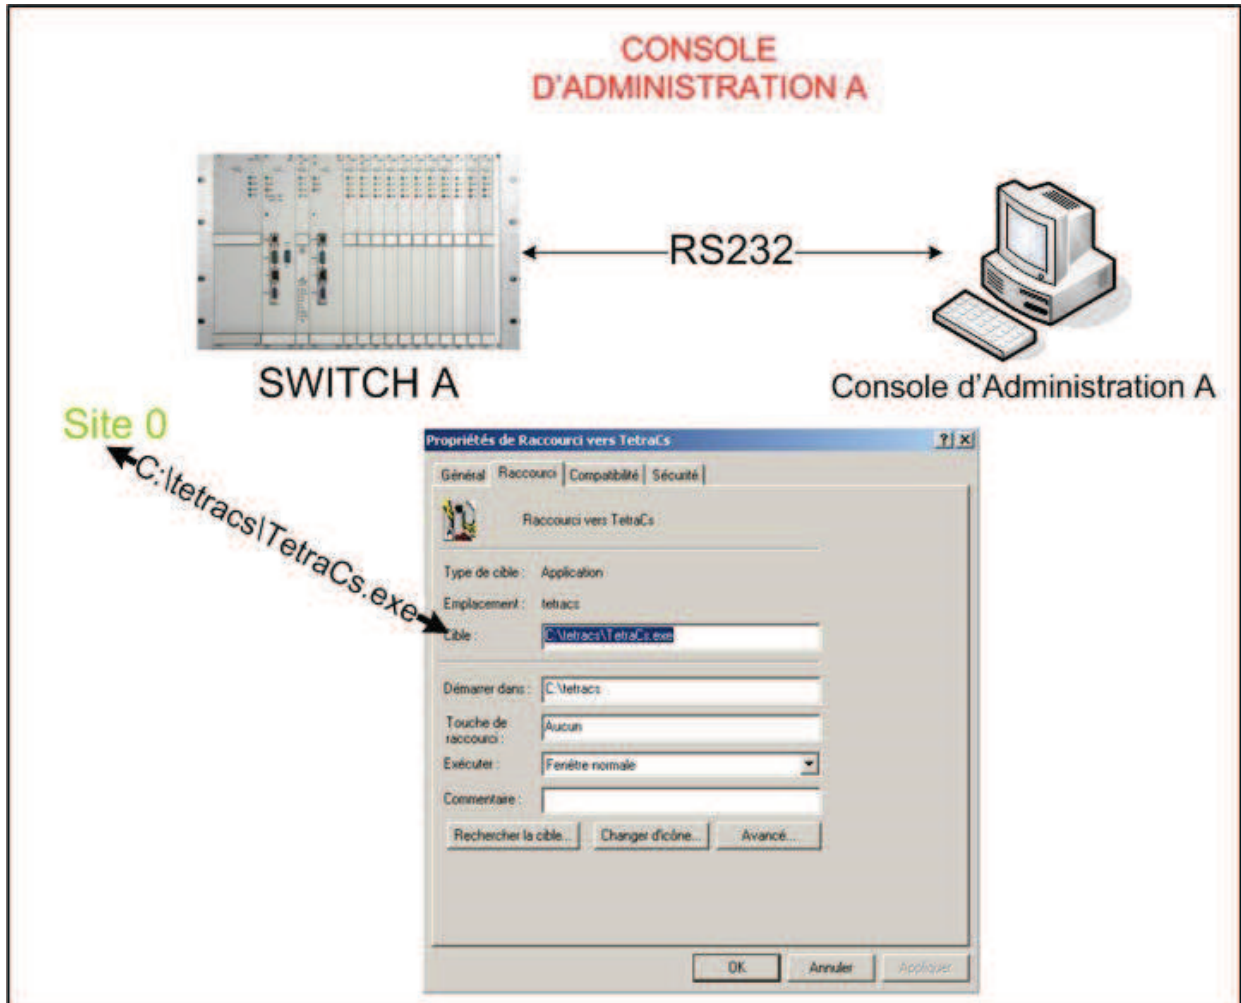 CONSOLE
D'ADMINISTRATION A
RS232
SWITCH A
Console d'Administration A
Site 0
C:\tetracs\TetraCs.exe
Propriétés de Raccourci vers TetraCs
Général Raccourci Compatibilité Sécurité
Raccourci vers TetraCs
Type de cible : Application
Emplacement : tetracs
Cible : C:\tetracs\TetraCs.exe
Démarrer dans : C:\tetracs
Touche de
raccourci : Aucun
Exécuter : Fenêtre normale
Commentaire :
Rechercher la cible... Changer d'icône... Avancé...
OK Annuler Appliquer